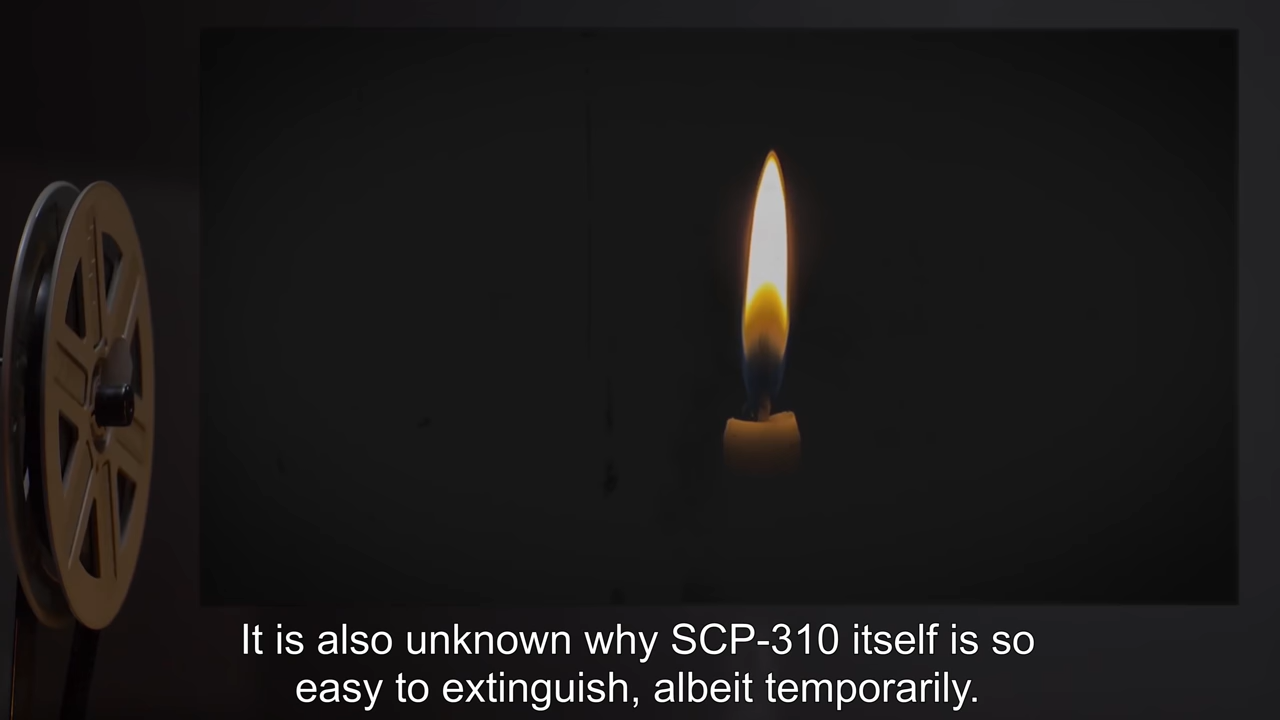 It is also unknown why SCP-310 itself is so
easy to extinguish, albeit temporarily.